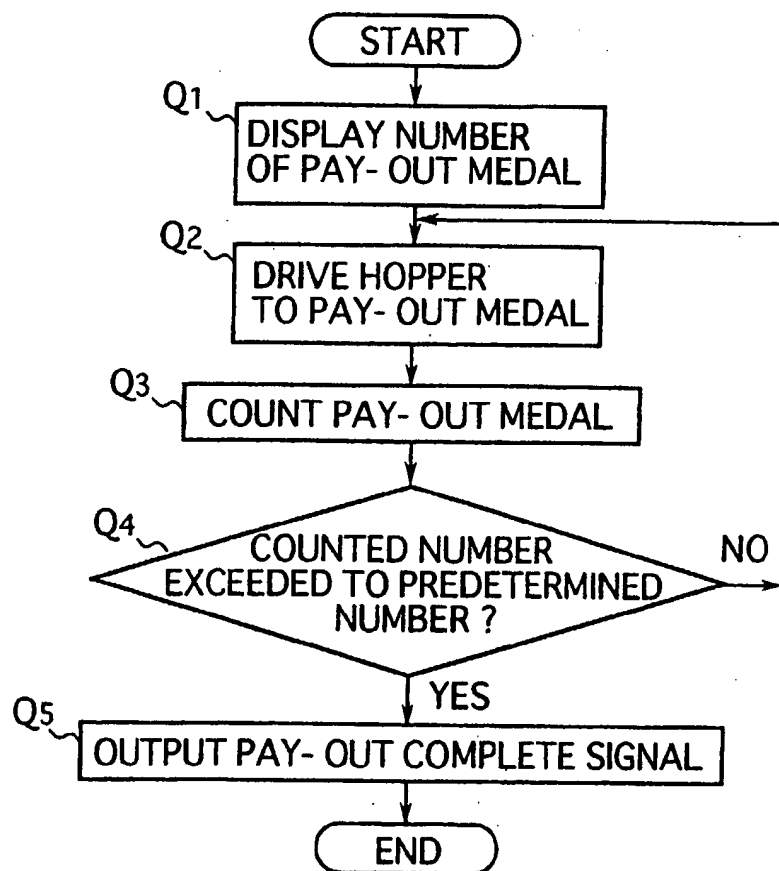 START
Q1
DISPLAY NUMBER
OF PAY- OUT MEDAL
Q2
DRIVE HOPPER
TO PAY- OUT MEDAL
Q3
COUNT PAY- OUT MEDAL
Q4
COUNTED NUMBER
EXCEEDED TO PREDETERMINED
NUMBER ?
NO
YES
Q5
OUTPUT PAY- OUT COMPLETE SIGNAL
END